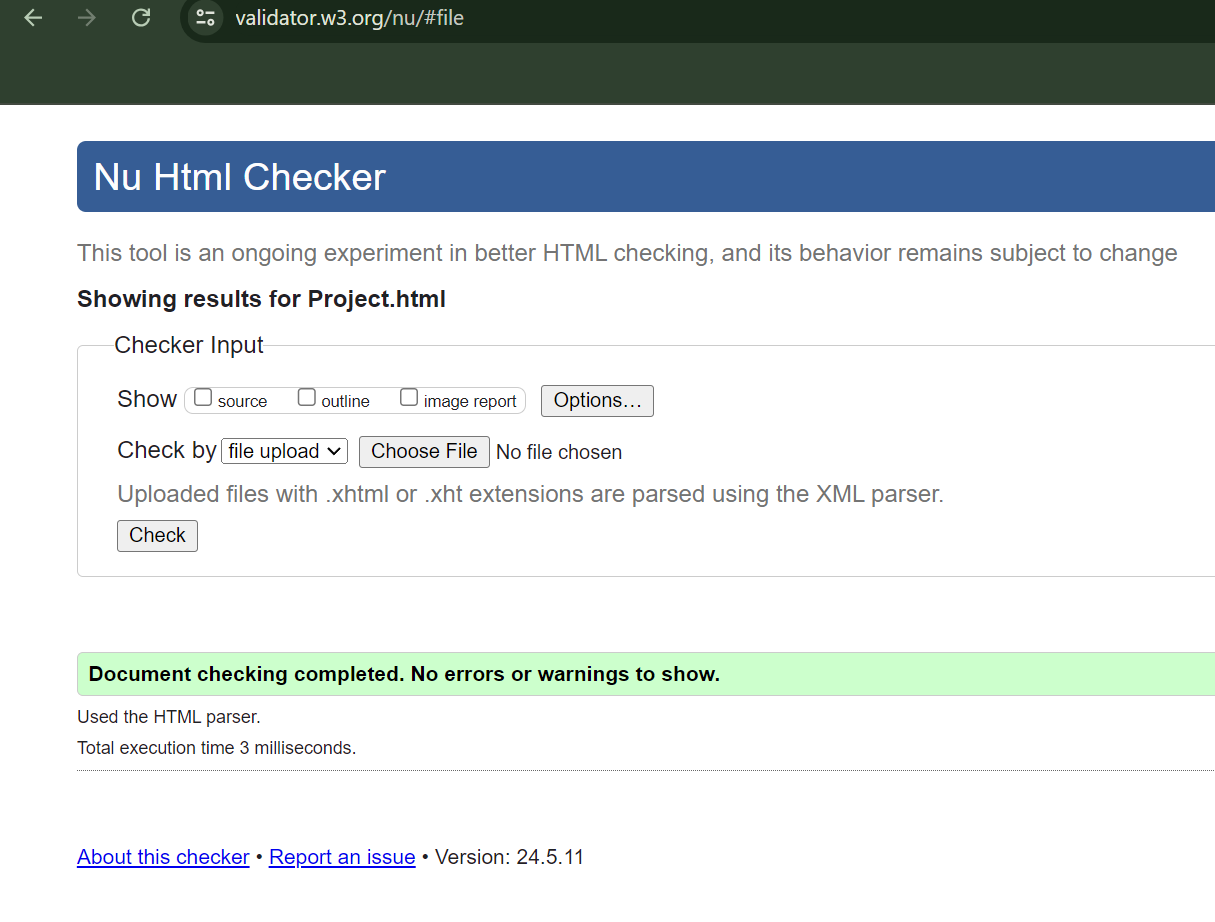 validator.w3.org/nu/#file
Nu Html Checker
This tool is an ongoing experiment in better HTML checking, and its behavior remains subject to change
Showing results for Project.html
Checker Input
Show source outline image report Options...
Check by file upload Choose File No file chosen
Uploaded files with .xhtml or .xht extensions are parsed using the XML parser.
Check
Document checking completed. No errors or warnings to show.
Used the HTML parser.
Total execution time 3 milliseconds.
About this checker • Report an issue • Version: 24.5.11